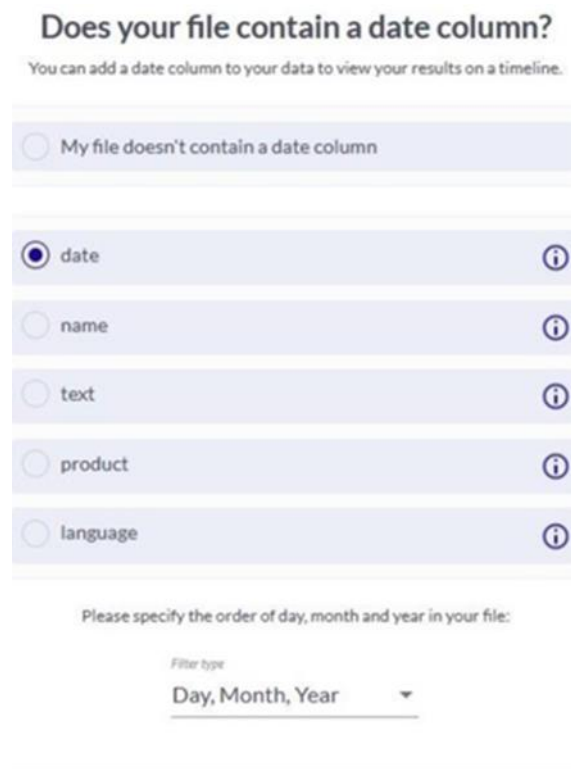 Does your file contain a date column?
You can add a date column to your data to view your results on a timeline.
My file doesn't contain a date column
date
name
text
product
language
Please specify the order of day, month and year in your file:
Filter type
Day, Month, Year